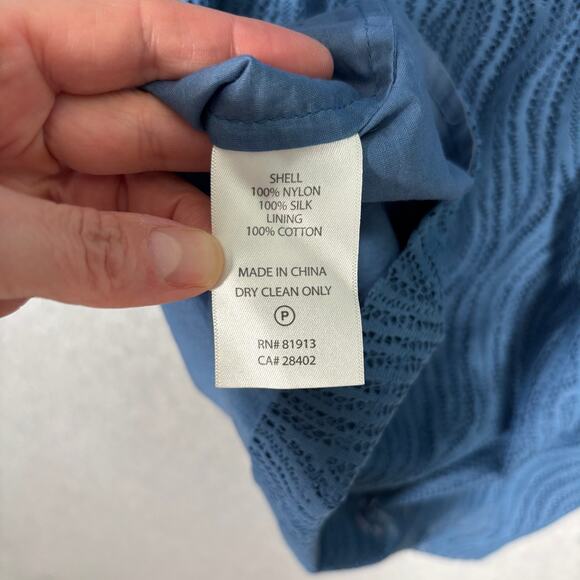 SHELL
100% NYLON
100% SILK
LINING
100% COTTON
MADE IN CHINA
DRY CLEAN ONLY
P
RN# 81913
CA# 28402